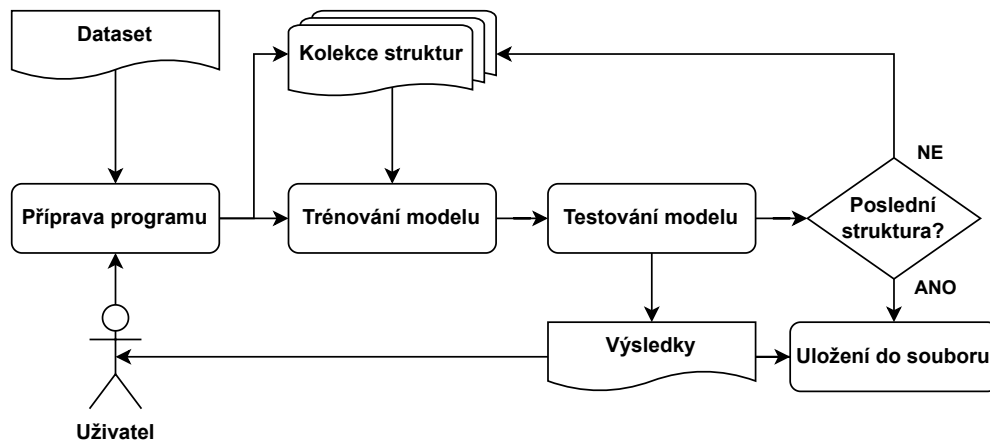 Dataset
Kolekce struktur
NE
Příprava programu
Trénování modelu
Testování modelu
Poslední
struktura?
ANO
Výsledky
Uložení do souboru
Uživatel